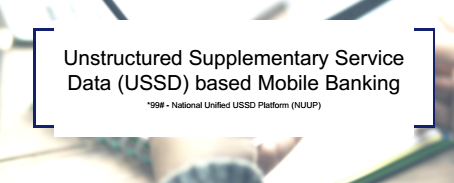 Unstructured Supplementary Service
Data (USSD) based Mobile Banking
*99# - National Unified USSD Platform (NUUP)